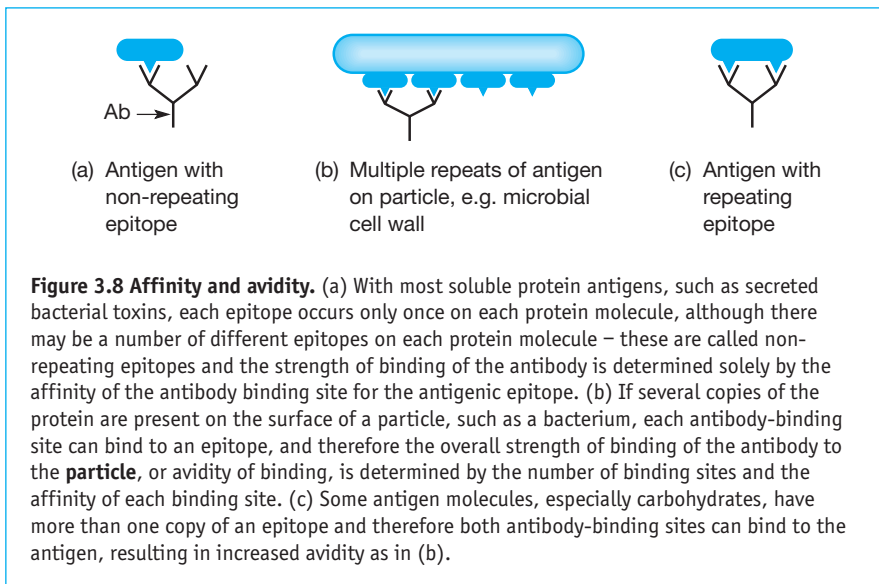 Ab
(a) Antigen with
non-repeating
epitope
(b) Multiple repeats of antigen
on particle, e.g. microbial
cell wall
(c) Antigen with
repeating
epitope
Figure 3.8 Affinity and avidity. (a) With most soluble protein antigens, such as secreted
bacterial toxins, each epitope occurs only once on each protein molecule, although there
may be a number of different epitopes on each protein molecule – these are called non-
repeating epitopes and the strength of binding of the antibody is determined solely by the
affinity of the antibody binding site for the antigenic epitope. (b) If several copies of the
protein are present on the surface of a particle, such as a bacterium, each antibody-binding
site can bind to an epitope, and therefore the overall strength of binding of the antibody to
the particle, or avidity of binding, is determined by the number of binding sites and the
affinity of each binding site. (c) Some antigen molecules, especially carbohydrates, have
more than one copy of an epitope and therefore both antibody-binding sites can bind to the
antigen, resulting in increased avidity as in (b).